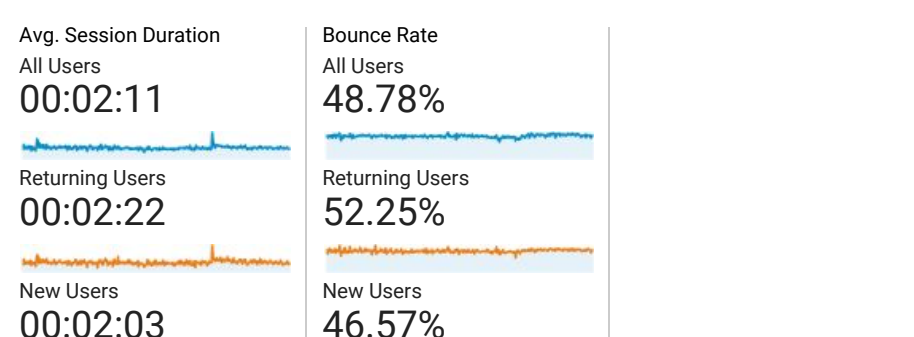 Avg. Session Duration
All Users
00:02:11
Returning Users
00:02:22
New Users
00:02:03
Bounce Rate
All Users
48.78%
Returning Users
52.25%
New Users
46.57%